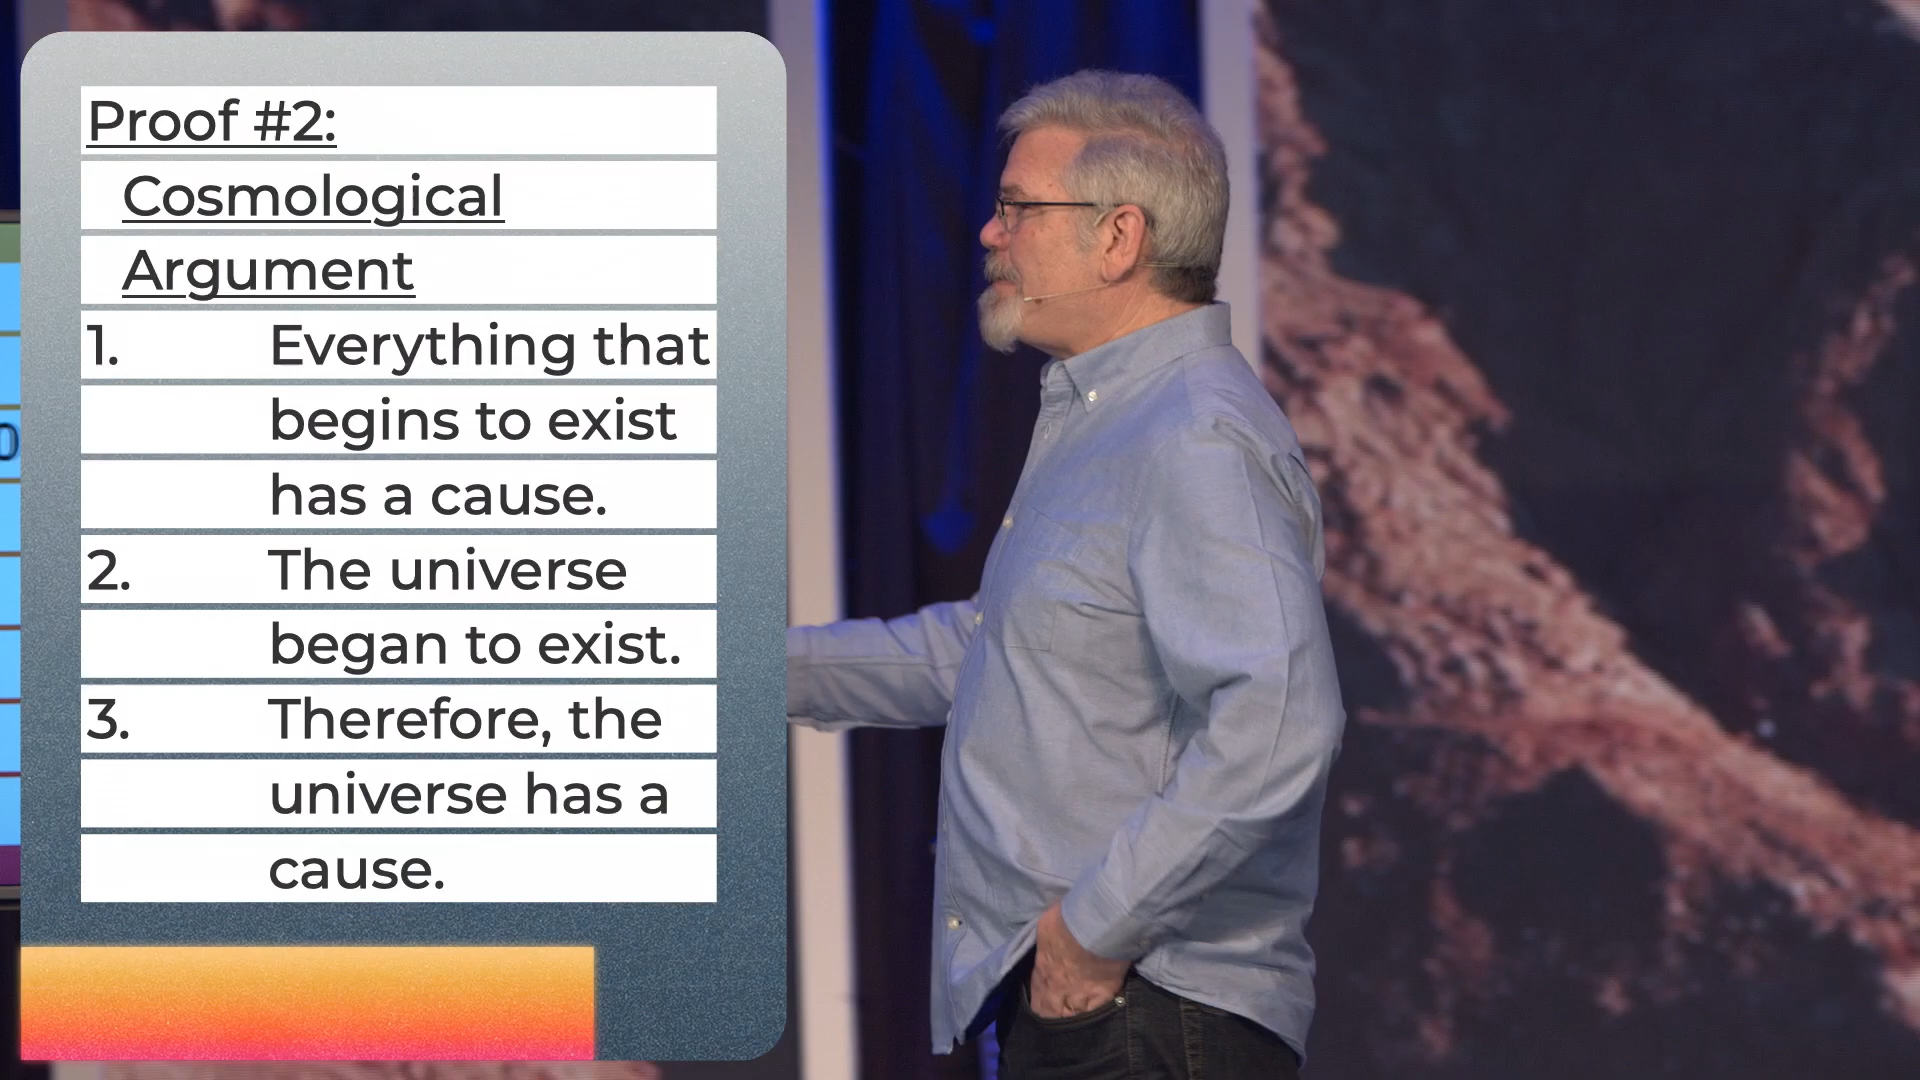 Proof #2:
Cosmological
Argument
1. Everything that
begins to exist
has a cause.
2. The universe
began to exist.
3. Therefore, the
universe has a
cause.
0